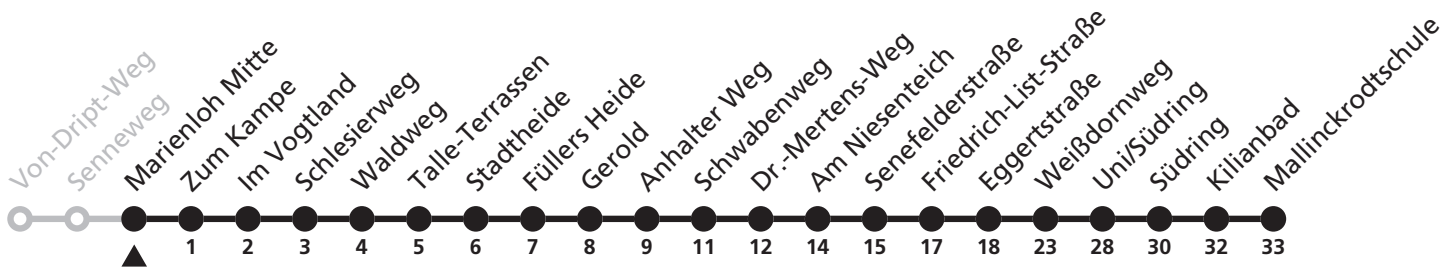 Von-Dript-Weg
Senneweg
Marienloh Mitte
Zum Kampe
Im Vogtland
Schlesierweg
Waldweg
Talle-Terrassen
Stadtheide
Füllers Heide
Gerold
Anhalter Weg
Schwabenweg
Dr.-Mertens-Weg
Am Niesenteich
Senefelderstraße
Friedrich-List-Straße
Eggertstraße
Weißdornweg
Uni/Südring
Südring
Kilianbad
Mallinckrodtschule
1 2 3 4 5 6 7 8 9 11 12 14 15 17 18 23 28 30 32 33